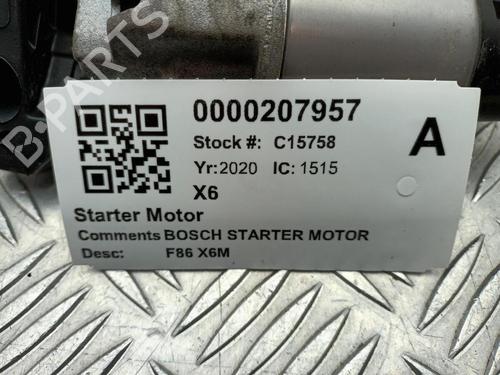 0000207957
Stock #: C15758
Yr:2020 IC: 1515
X6
A
Starter Motor
Comments BOSCH STARTER MOTOR
Desc: F86 X6M
B-PARTS